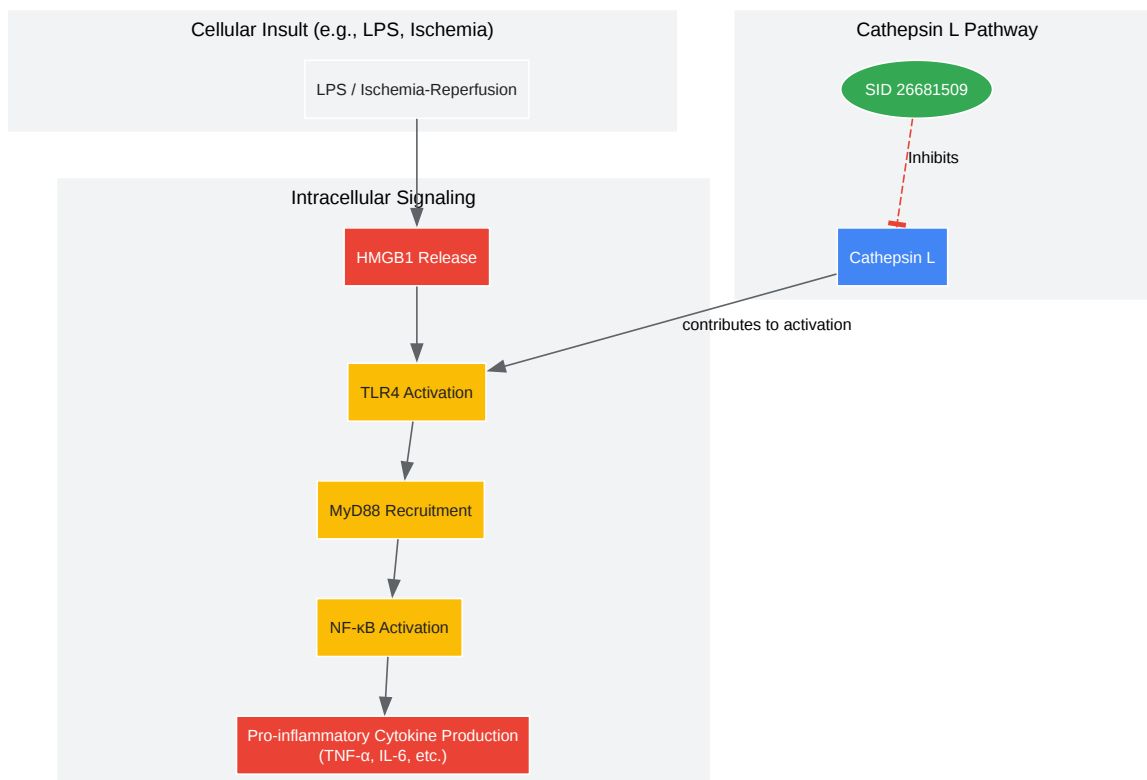 Cellular Insult (e.g., LPS, Ischemia)
LPS / Ischemia-Reperfusion
Cathepsin L Pathway
SID 26681509
Inhibits
Cathepsin L
contributes to activation
Intracellular Signaling
HMGB1 Release
TLR4 Activation
MyD88 Recruitment
NF-κB Activation
Pro-inflammatory Cytokine Production
(TNF-α, IL-6, etc.)